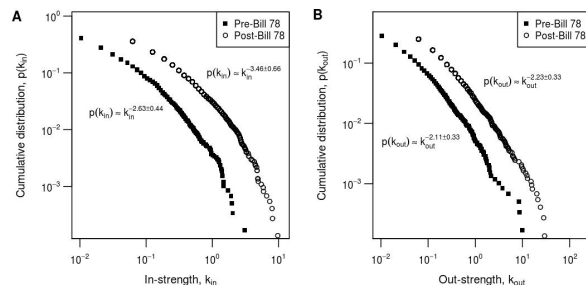 A
Pre-Bill 78
Post-Bill 78
p(k_in) ≈ k_in^−3.46±0.66
p(k_in) ≈ k_in^−2.63±0.44
Cumulative distribution, p(k_in)
10^0
10^−1
10^−2
10^−3
10^−2 10^−1 10^0 10^1
In-strength, k_in
B
Pre-Bill 78
Post-Bill 78
p(k_out) ≈ k_out^−2.23±0.33
p(k_out) ≈ k_out^−2.11±0.33
Cumulative distribution, p(k_out)
10^0
10^−1
10^−2
10^−3
10^−2 10^−1 10^0 10^1 10^2
Out-strength, k_out